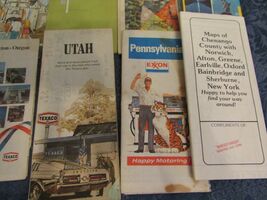 Oregon
UTAH
TEXACO
TEXACO
Pennsylvania
EXXON
Happy Motoring
Maps of
Chenango
County with
Norwich,
Afton, Greene,
Earlville, Oxford
Bainbridge and
Sherburne,
New York
Happy to help you
find your way
around!
COMPLIMENTS OF